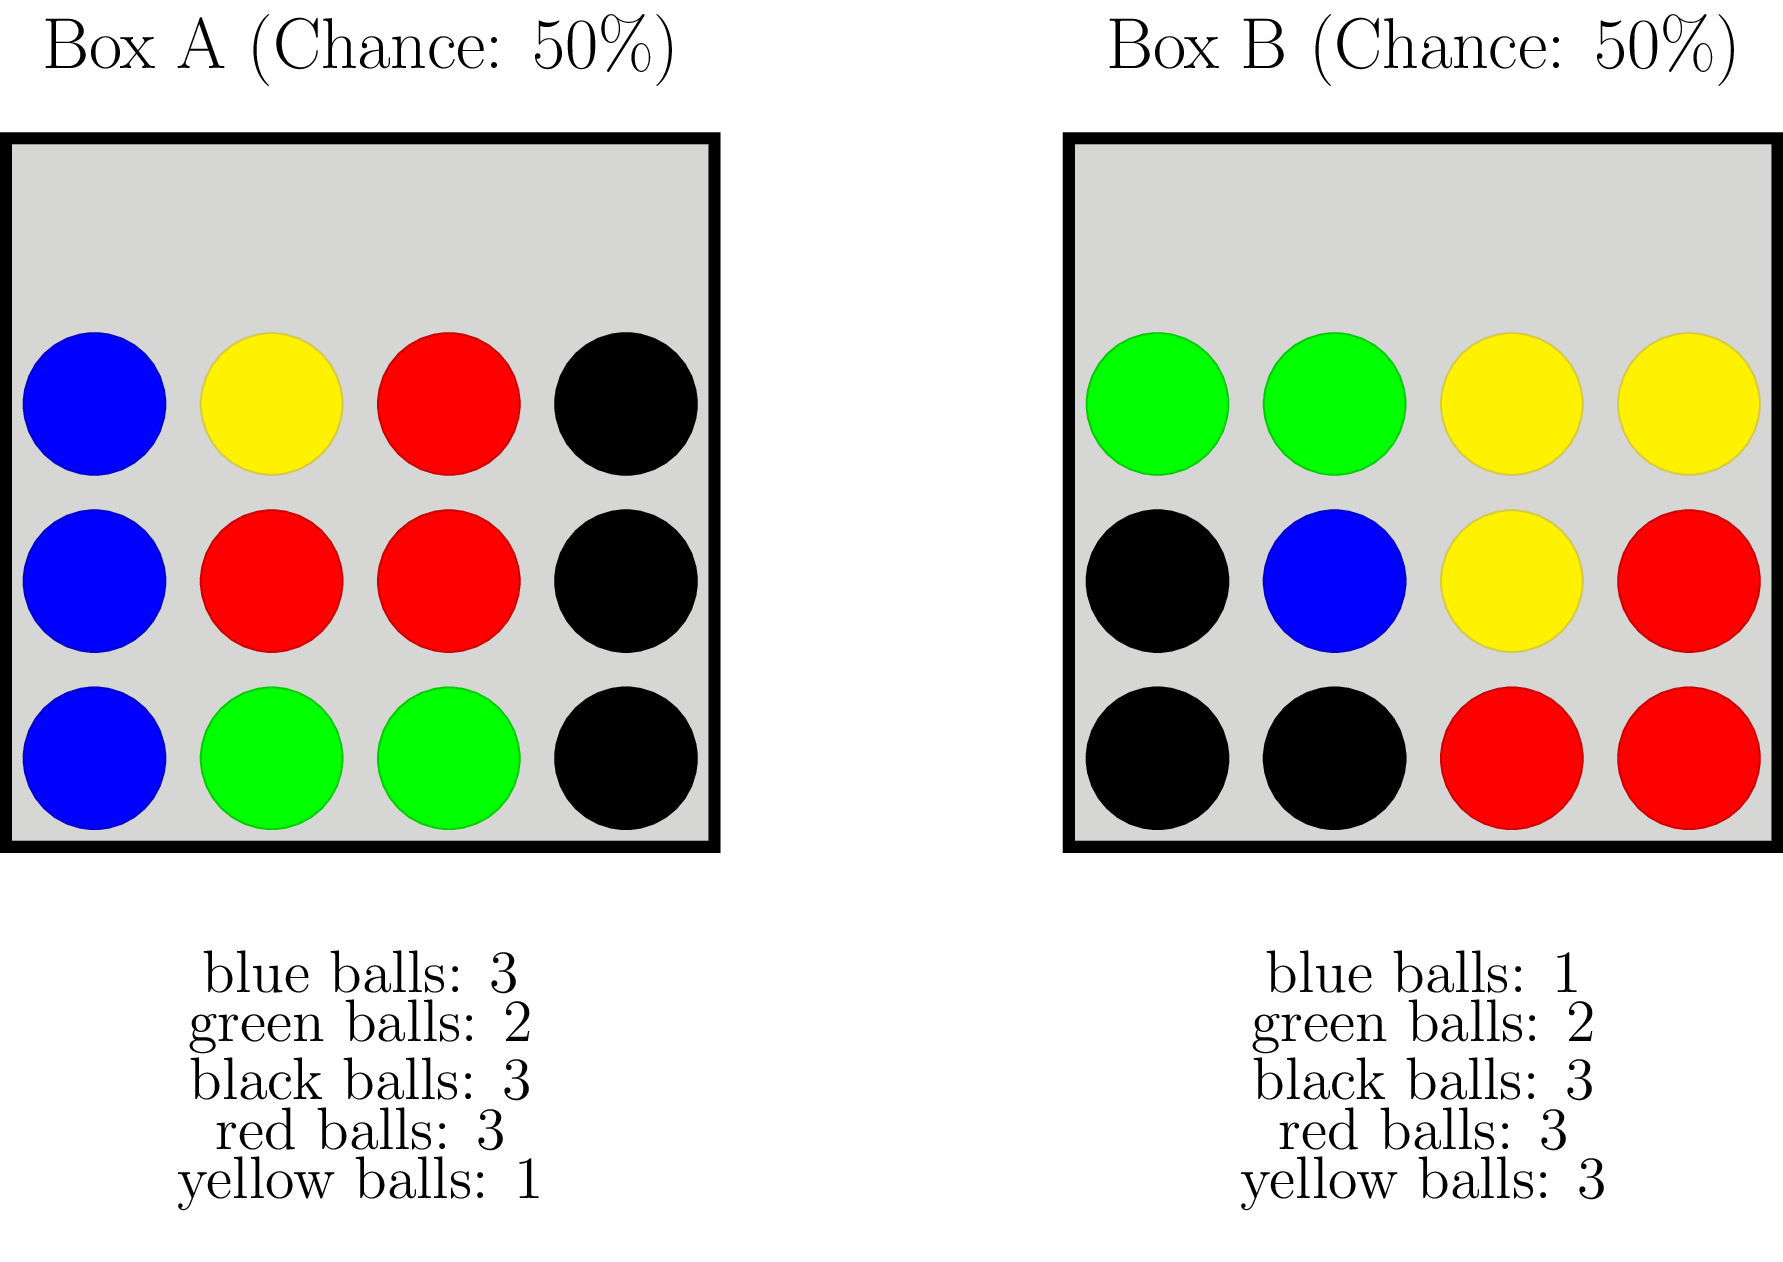 Box A (Chance: 50%)
Box B (Chance: 50%)
blue balls: 3
green balls: 2
black balls: 3
red balls: 3
yellow balls: 1
blue balls: 1
green balls: 2
black balls: 3
red balls: 3
yellow balls: 3